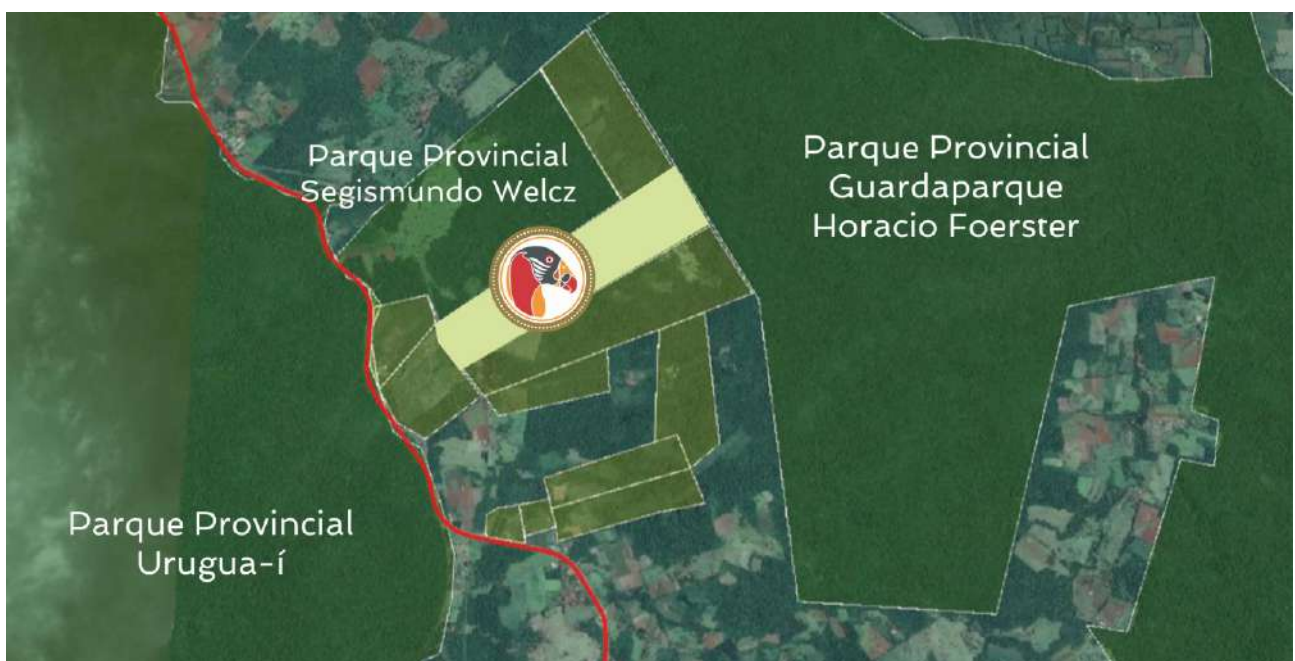 Parque Provincial
Segismundo Welcz
Parque Provincial
Guardaparque
Horacio Foerster
Parque Provincial
Urugua-í